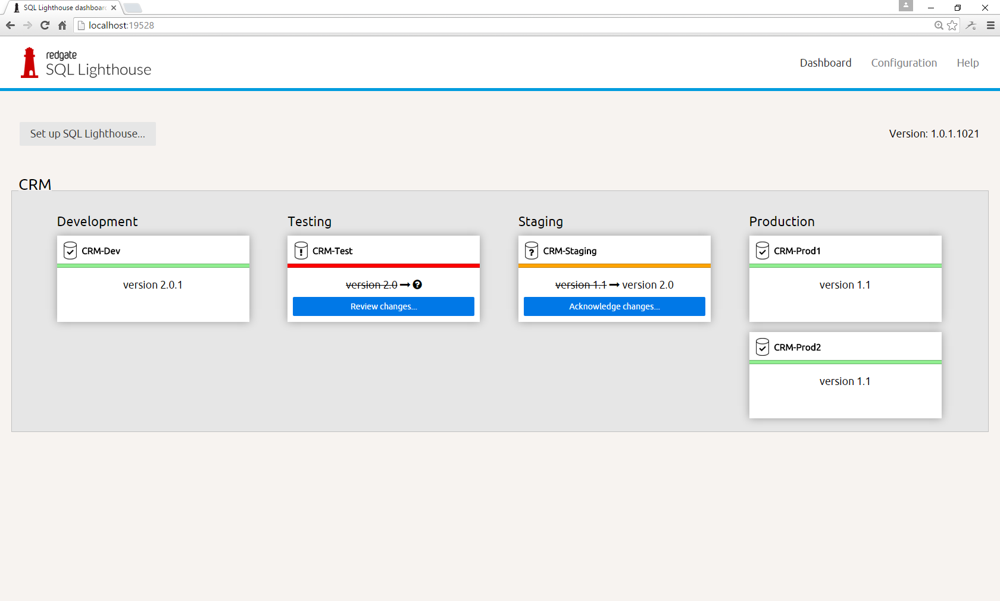 SQL Lighthouse dashboard
localhost:19528
redgate
SQL Lighthouse
Dashboard Configuration Help
Set up SQL Lighthouse...
Version: 1.0.1.1021
CRM
Development
CRM-Dev
version 2.0.1
Testing
! CRM-Test
version 2.0 → ?
Review changes...
Staging
? CRM-Staging
version 1.1 → version 2.0
Acknowledge changes...
Production
CRM-Prod1
version 1.1
CRM-Prod2
version 1.1